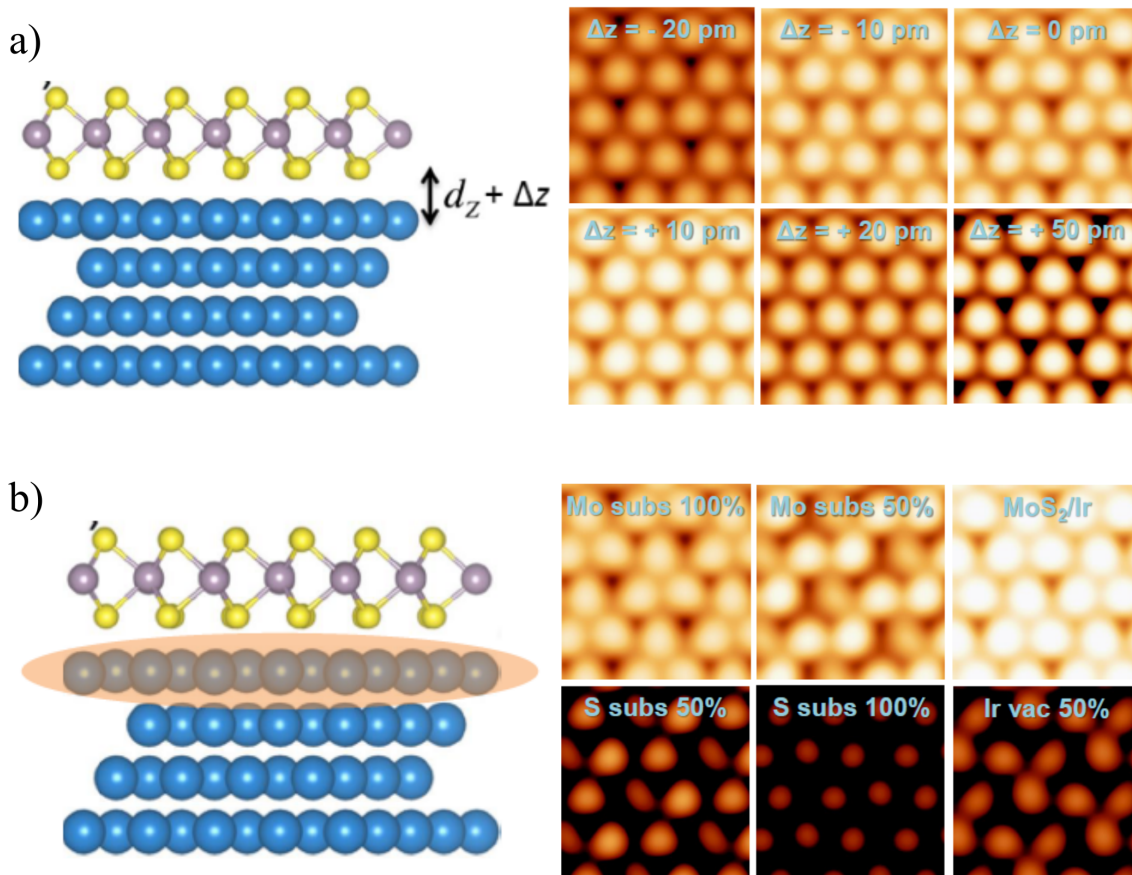 a)
Δz = - 20 pm
Δz = - 10 pm
Δz = 0 pm
dz + Δz
Δz = + 10 pm
Δz = + 20 pm
Δz = + 50 pm
b)
Mo subs 100%
Mo subs 50%
MoS₂/Ir
S subs 50%
S subs 100%
Ir vac 50%